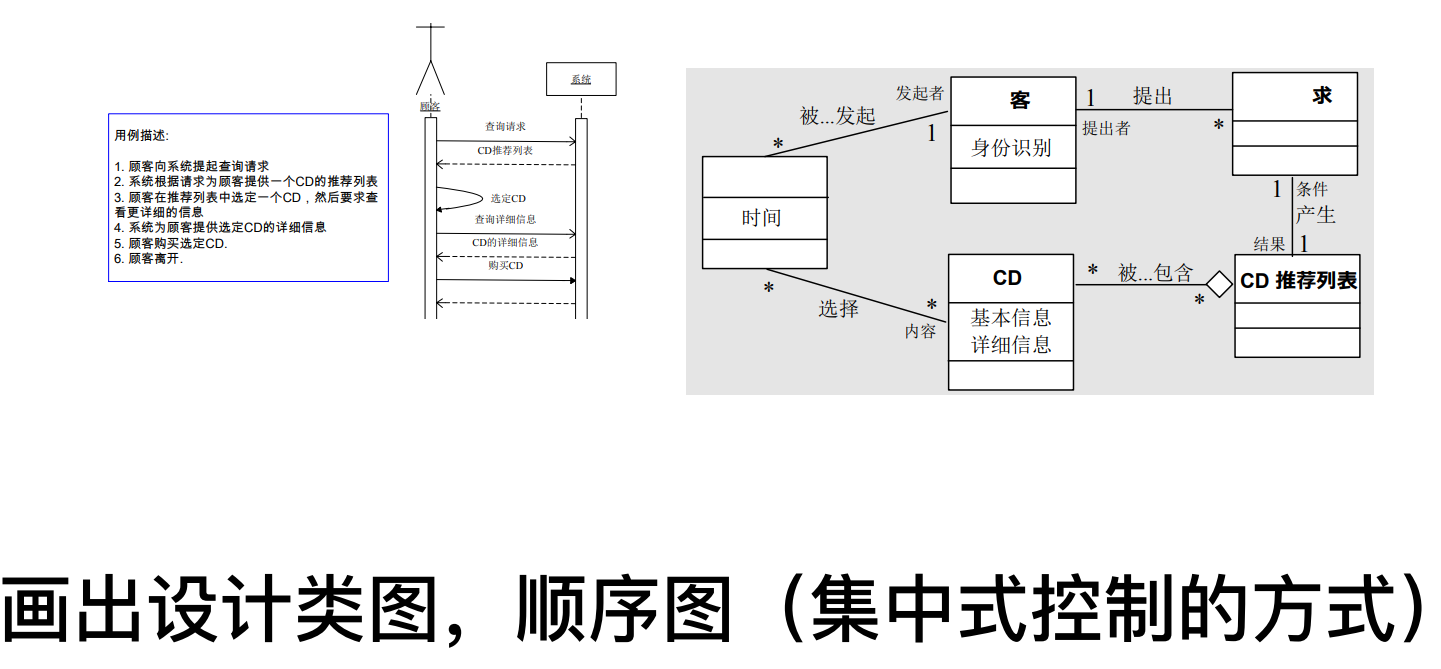 用例描述:
1. 顾客向系统提起查询请求
2. 系统根据请求为顾客提供一个CD的推荐列表
3. 顾客在推荐列表中选定一个CD，然后要求查
看更详细的信息
4. 系统为顾客提供选定CD的详细信息
5. 顾客购买选定CD.
6. 顾客离开.
顾客
系统
查询请求
CD推荐列表
选定CD
查询详细信息
CD的详细信息
购买CD
发起者
被...发起
*
1
客
身份识别
1
提出
提出者
*
求
时间
1
条件
产生
结果
1
*
选择
*
内容
CD
基本信息
详细信息
*
被...包含
*
CD 推荐列表
画出设计类图，顺序图（集中式控制的方式）